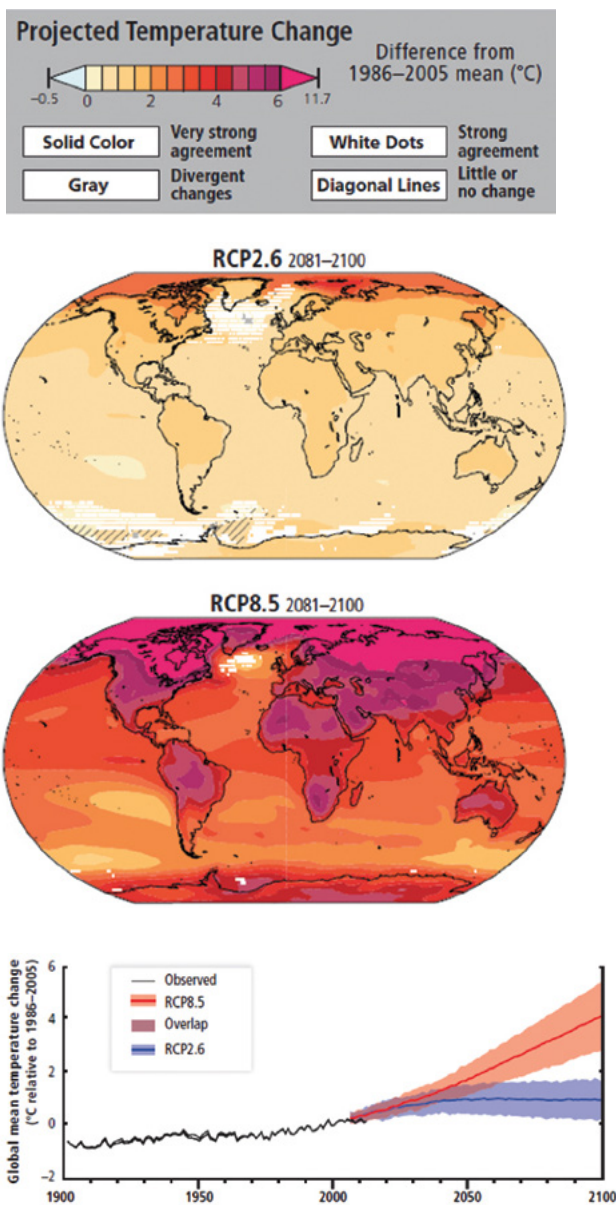 Projected Temperature Change
Difference from
1986–2005 mean (°C)
−0.5 0 2 4 6 11.7
Solid Color
Very strong
agreement
White Dots
Strong
agreement
Gray
Divergent
changes
Diagonal Lines
Little or
no change
RCP2.6 2081–2100
RCP8.5 2081–2100
Global mean temperature change
(°C relative to 1986–2005)
6
4
2
0
−2
Observed
RCP8.5
Overlap
RCP2.6
1900 1950 2000 2050 2100